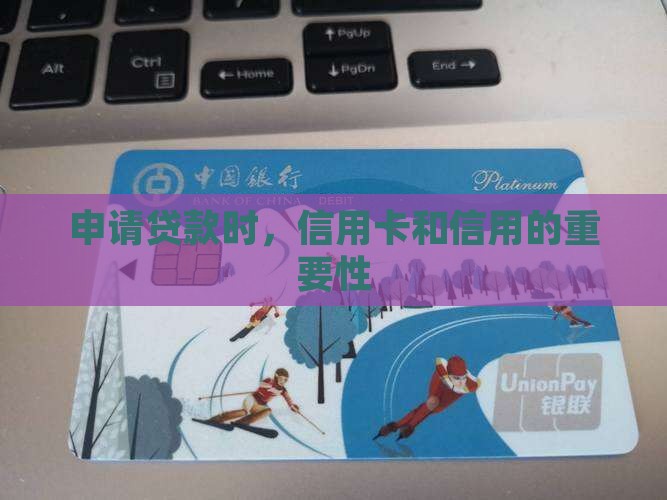 Alt
Ctrl
Home
PgUp
PgDn
End
中国银行
Platinum
BANK OF CHINA DEBIT
申请贷款时，信用卡和信用的重
要性
UnionPay
银联